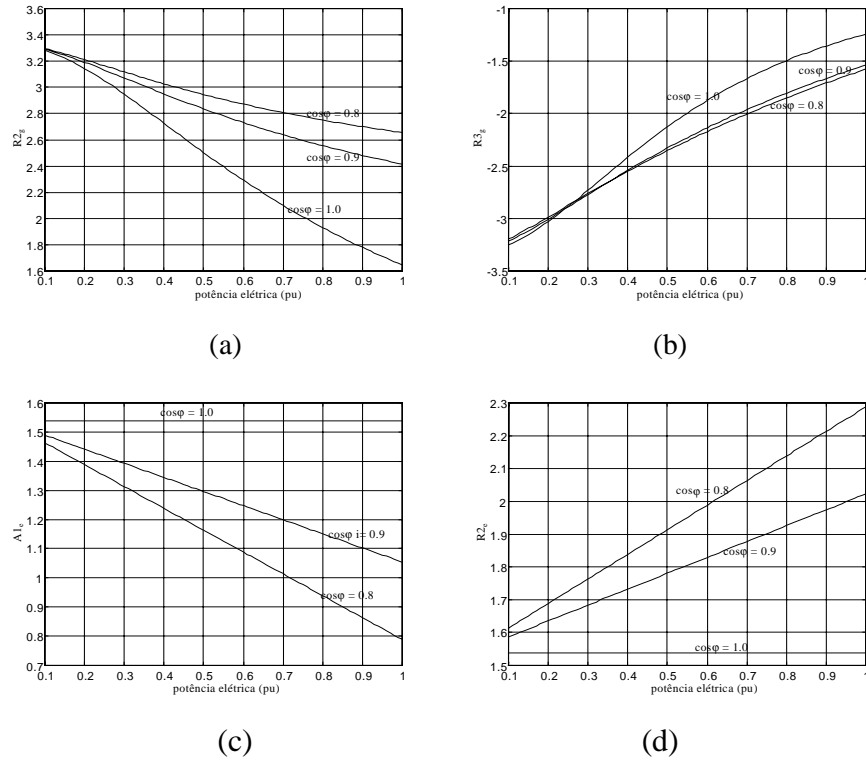 3.6
3.4
3.2
3
2.8
2.6
2.4
2.2
2
1.8
1.6
R2g
cosφ = 0.8
cosφ = 0.9
cosφ = 1.0
0.1 0.2 0.3 0.4 0.5 0.6 0.7 0.8 0.9 1
potência elétrica (pu)
(a)
-1
-1.5
-2
-2.5
-3
-3.5
R3g
cosφ = 0.9
cosφ = 1.0
cosφ = 0.8
0.1 0.2 0.3 0.4 0.5 0.6 0.7 0.8 0.9 1
potência elétrica (pu)
(b)
1.6
1.5
1.4
1.3
1.2
1.1
1
0.9
0.8
0.7
A1e
cosφ = 1.0
cosφ i= 0.9
cosφ = 0.8
0.1 0.2 0.3 0.4 0.5 0.6 0.7 0.8 0.9 1
potência elétrica (pu)
(c)
2.3
2.2
2.1
2
1.9
1.8
1.7
1.6
1.5
R2e
cosφ = 0.8
cosφ = 0.9
cosφ = 1.0
0.1 0.2 0.3 0.4 0.5 0.6 0.7 0.8 0.9 1
potência elétrica (pu)
(d)